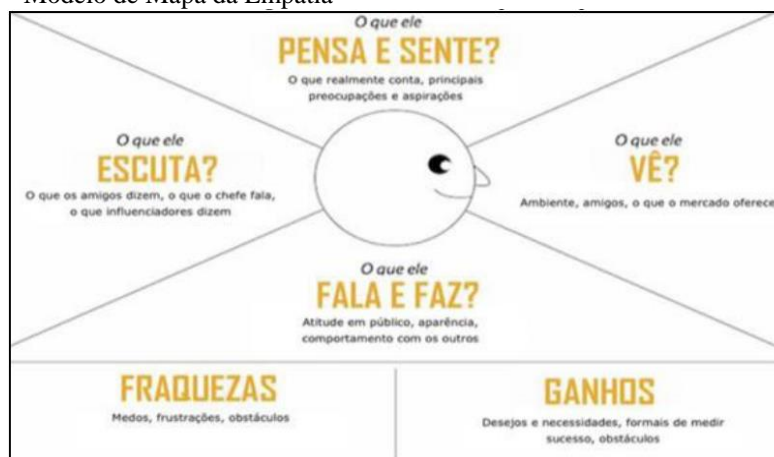 Modelo de Mapa da Empatia
O que ele
PENSA E SENTE?
O que realmente conta, principais
preocupações e aspirações
O que ele
ESCUTA?
O que os amigos dizem, o que o chefe fala,
o que influenciadores dizem
O que ele
VÊ?
Ambiente, amigos, o que o mercado oferece
O que ele
FALA E FAZ?
Atitude em público, aparência,
comportamento com os outros
FRAQUEZAS
Medos, frustrações, obstáculos
GANHOS
Desejos e necessidades, formais de medir
sucesso, obstáculos